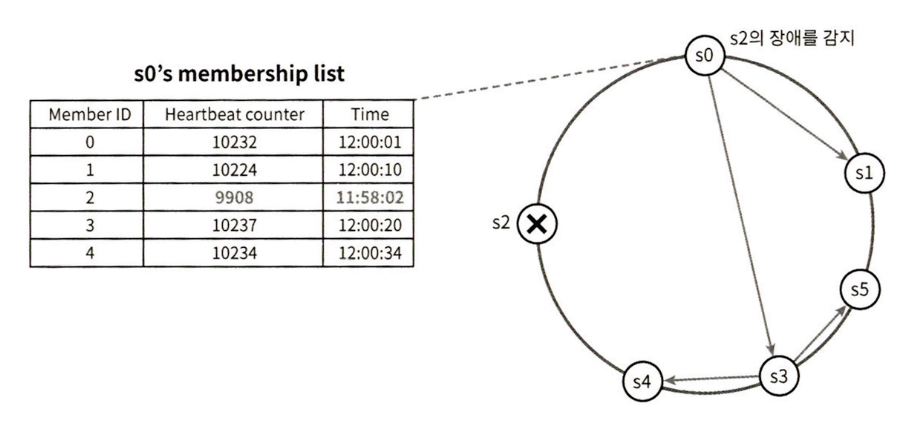 s0's membership list
Member ID Heartbeat counter Time
0 10232 12:00:01
1 10224 12:00:10
2 9908 11:58:02
3 10237 12:00:20
4 10234 12:00:34
s0
s2의 장애를 감지
s1
s2
s5
s4
s3